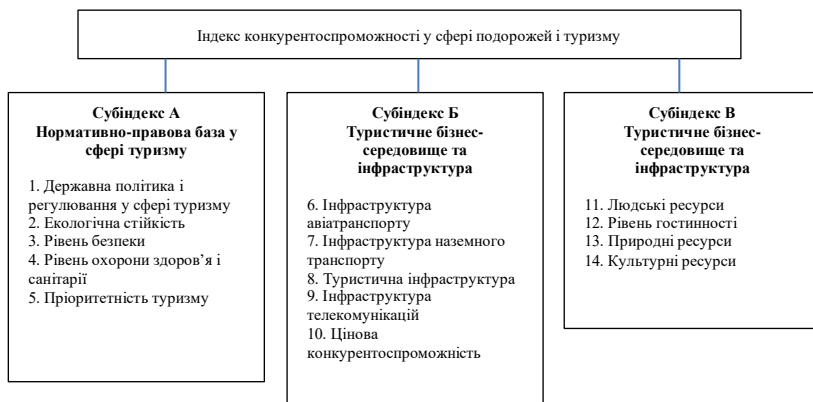 Індекс конкурентоспроможності у сфері подорожей і туризму
Субіндекс А
Нормативно-правова база у
сфері туризму
1. Державна політика і
регулювання у сфері туризму
2. Екологічна стійкість
3. Рівень безпеки
4. Рівень охорони здоров’я і
санітарії
5. Пріоритетність туризму
Субіндекс Б
Туристичне бізнес-
середовище та
інфраструктура
6. Інфраструктура
авіатранспорту
7. Інфраструктура наземного
транспорту
8. Туристична інфраструктура
9. Інфраструктура
телекомунікацій
10. Цінова
конкурентоспроможність
Субіндекс В
Туристичне бізнес-
середовище та
інфраструктура
11. Людські ресурси
12. Рівень гостинності
13. Природні ресурси
14. Культурні ресурси